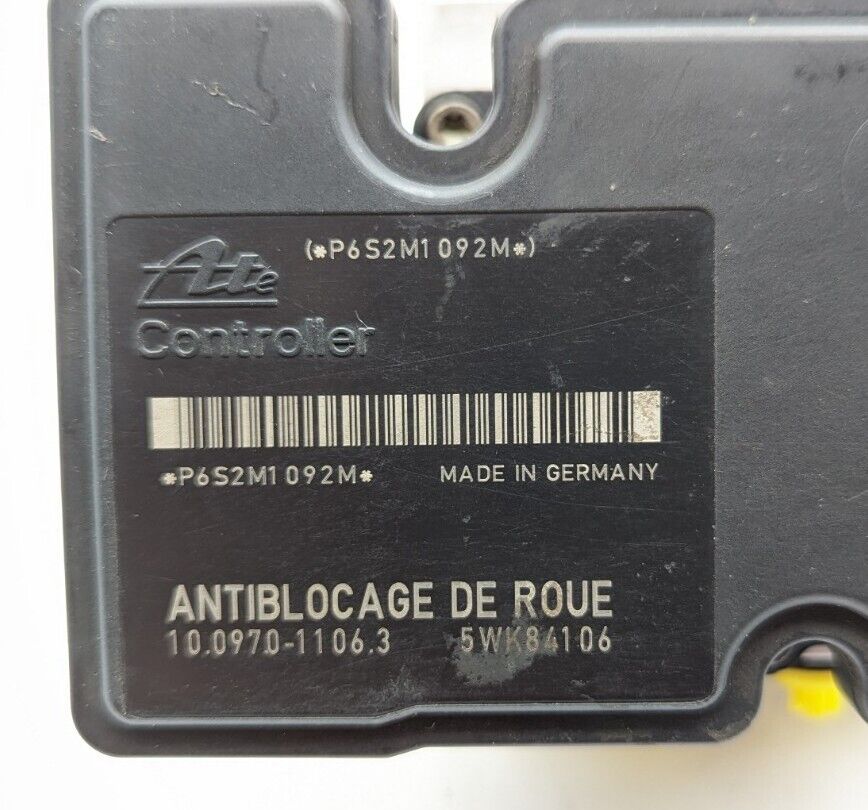 (*P6S2M1092M*)
Ate
Controller
*P6S2M1092M* MADE IN GERMANY
ANTIBLOCAGE DE ROUE
10.0970-1106.3 5WK84106